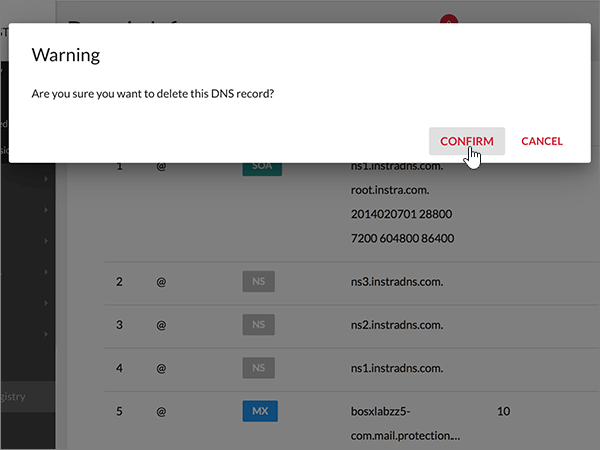 Warning
Are you sure you want to delete this DNS record?
CONFIRM CANCEL
1 @ SOA ns1.instradns.com.
root.instra.com.
2014020701 28800
7200 604800 86400
2 @ NS ns3.instradns.com.
3 @ NS ns2.instradns.com.
4 @ NS ns1.instradns.com.
gistry
5 @ MX bosxlabzz5- 10
com.mail.protection....